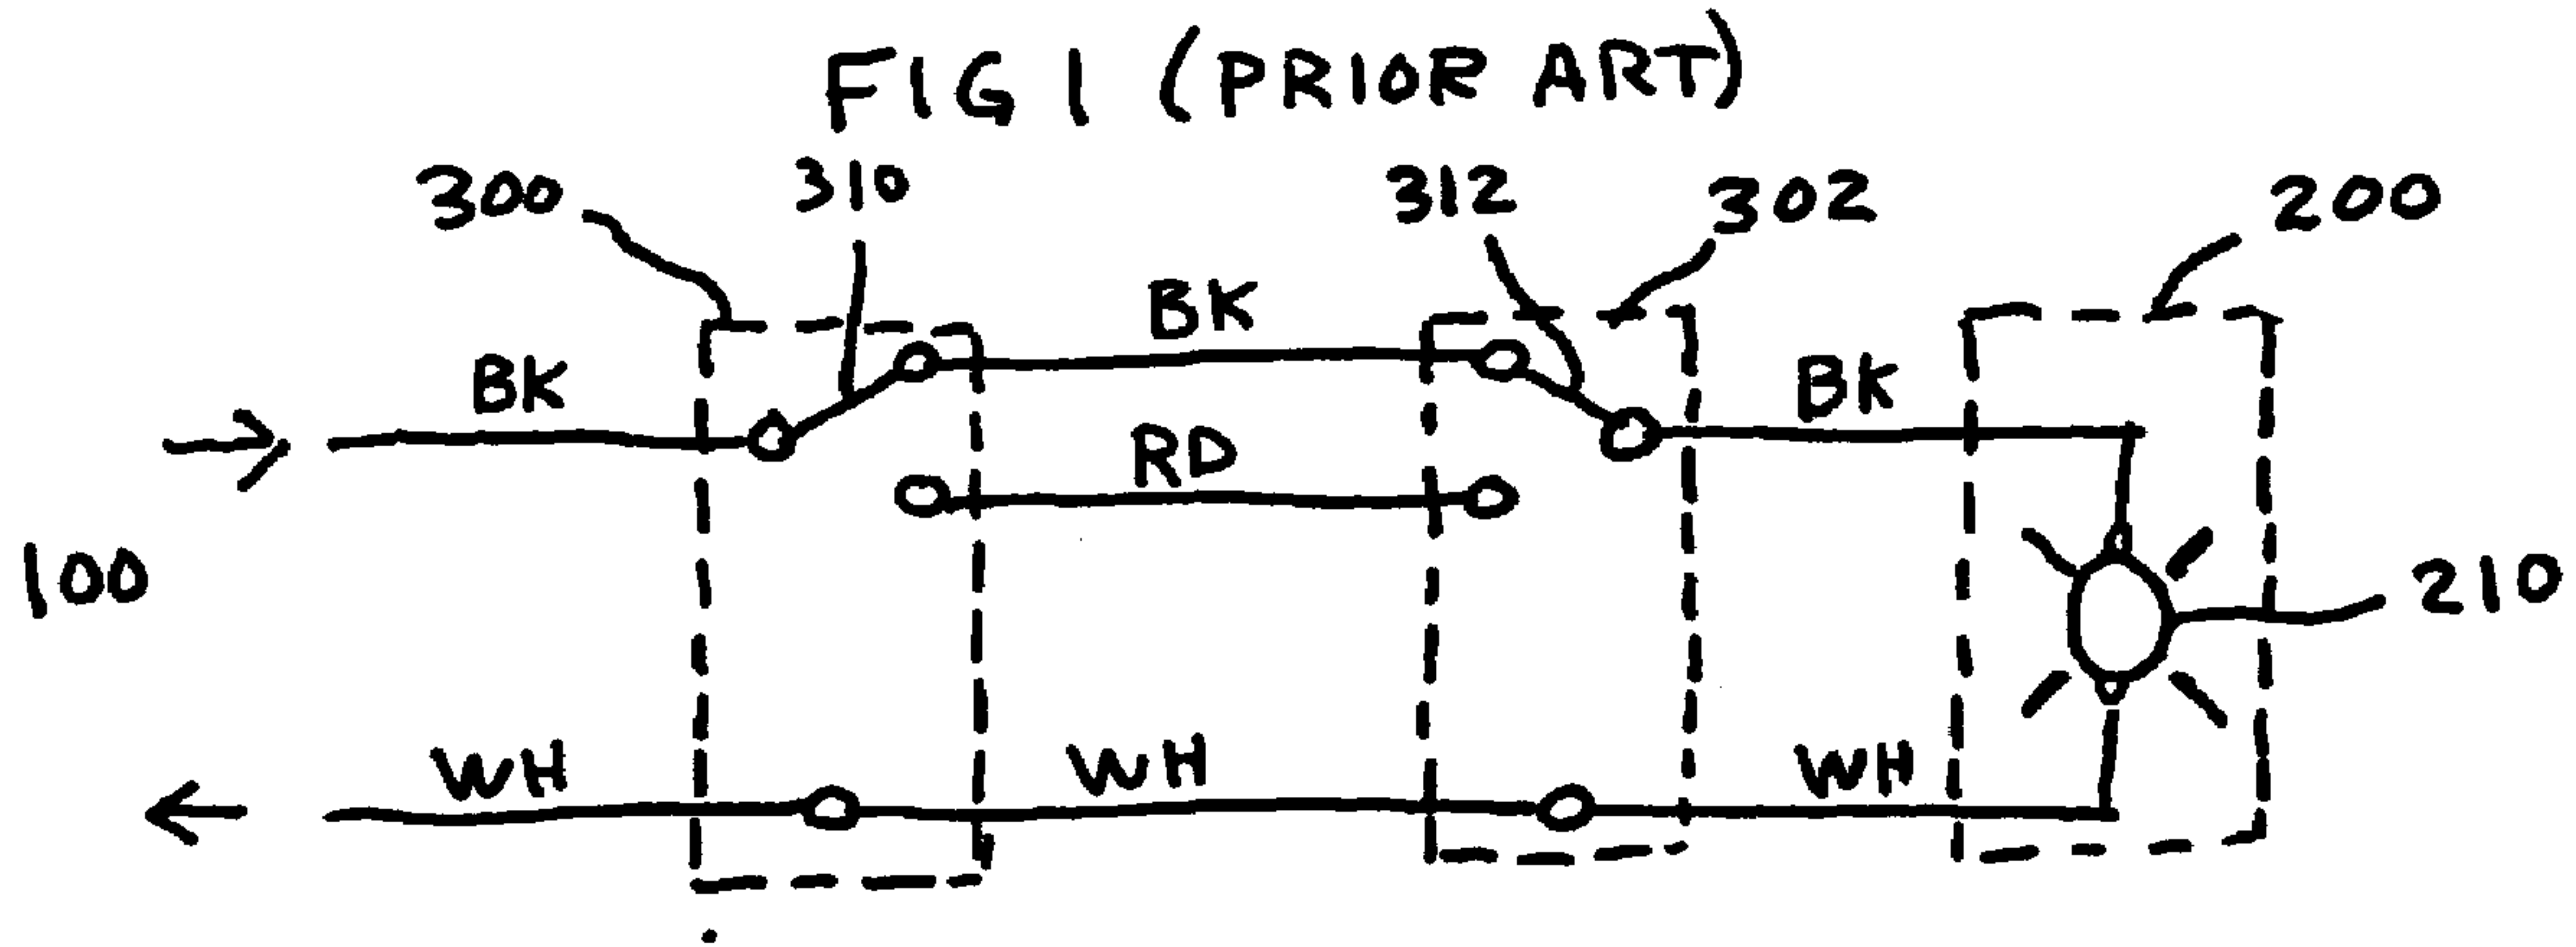 FIG 1 (PRIOR ART)
300
310
312
302
200
BK
BK
BK
RD
100
210
WH
WH
WH